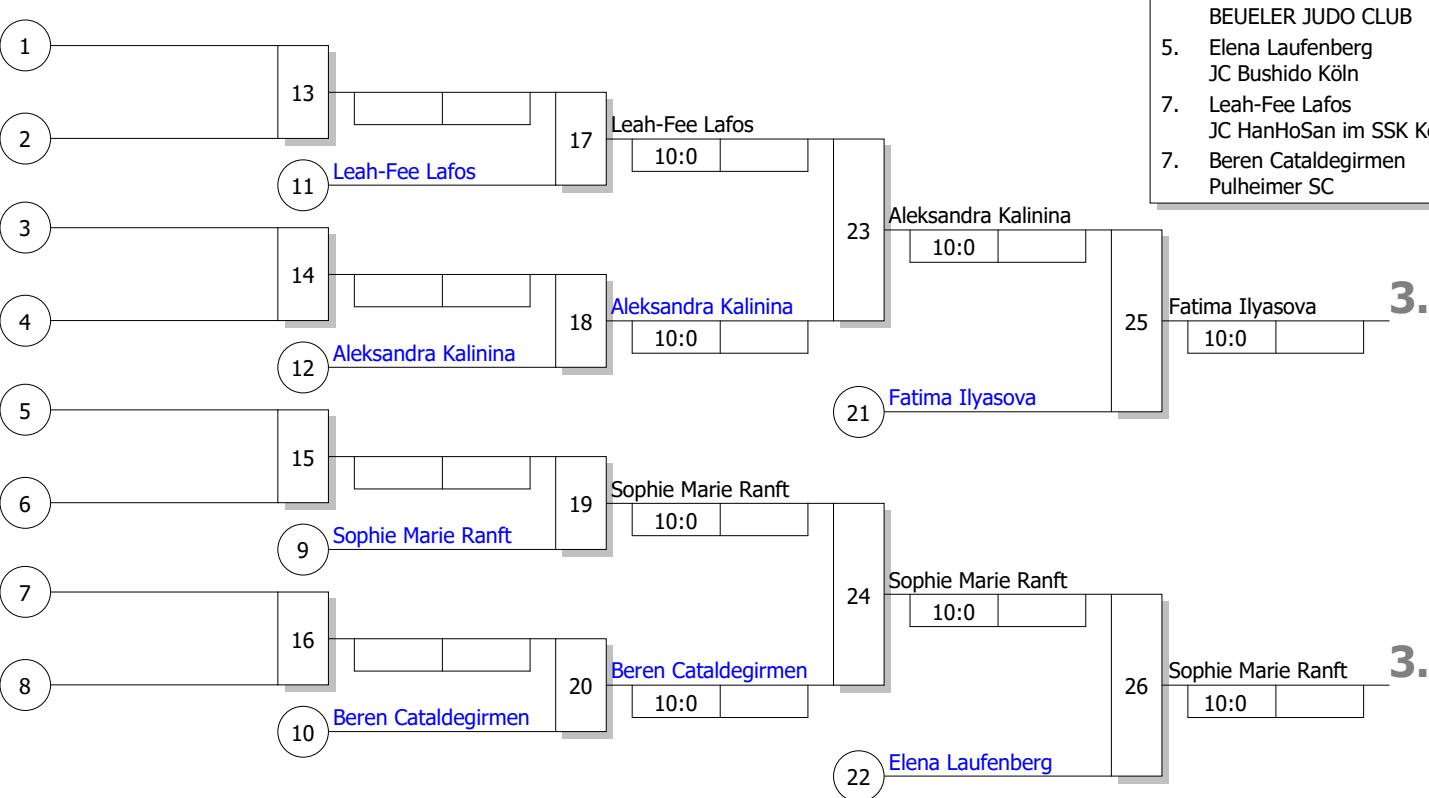 BEUELER JUDO CLUB
5. Elena Laufenberg
JC Bushido Köln
7. Leah-Fee Lafos
JC HanHoSan im SSK
7. Beren Cataldegirmen
Pulheimer SC
1
13
2
17
Leah-Fee Lafos
10:0
11
Leah-Fee Lafos
3
23
Aleksandra Kalinina
10:0
14
4
18
Aleksandra Kalinina
10:0
12
Aleksandra Kalinina
25
Fatima Ilyasova
10:0
3.
5
21
Fatima Ilyasova
15
6
19
Sophie Marie Ranft
10:0
9
Sophie Marie Ranft
7
24
Sophie Marie Ranft
10:0
16
8
20
Beren Cataldegirmen
10:0
10
Beren Cataldegirmen
26
Sophie Marie Ranft
10:0
3.
22
Elena Laufenberg